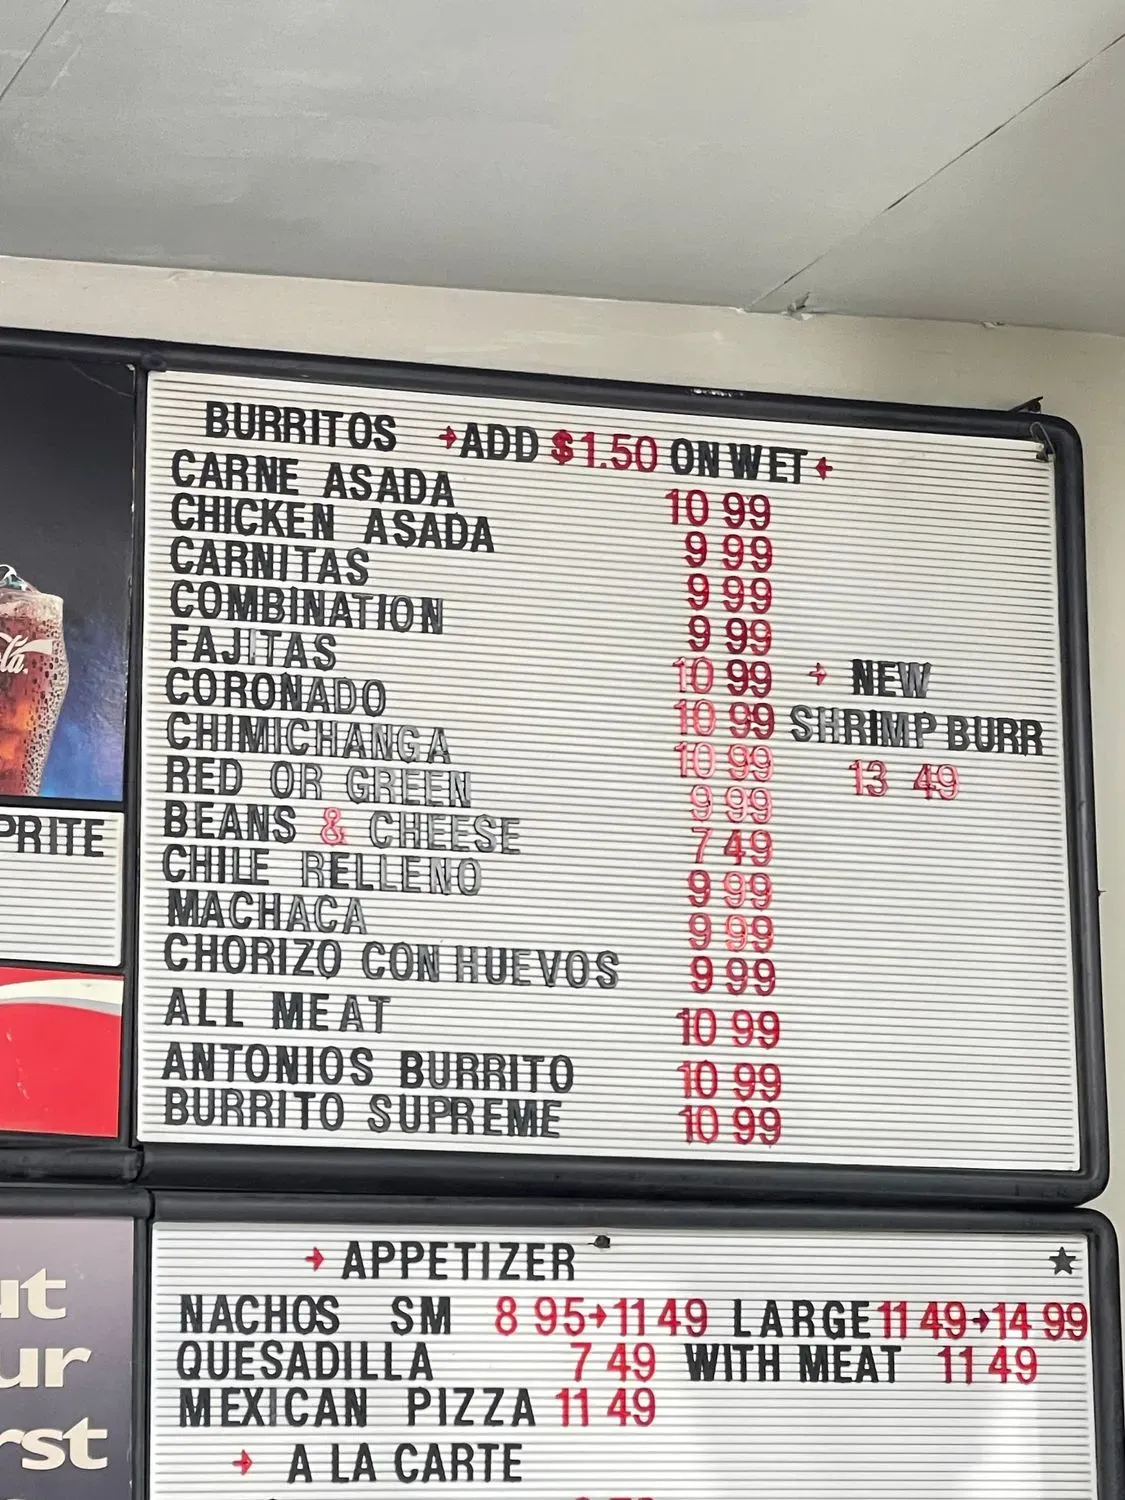 BURRITOS →ADD $1.50 ON WET←
CARNE ASADA 10 99
CHICKEN ASADA 9 99
CARNITAS 9 99
COMBINATION 9 99
FAJITAS 10 99
CORONADO 10 99
CHIMICHANGA 10 99
RED OR GREEN 9 99
BEANS & CHEESE 7 49
CHILE RELLENO 9 99
MACHACA 9 99
CHORIZO CON HUEVOS 9 99
ALL MEAT 10 99
ANTONIOS BURRITO 10 99
BURRITO SUPREME 10 99
→ NEW
SHRIMP BURR
13 49
PRITE
→ APPETIZER ★
NACHOS SM 8 95→11 49 LARGE 11 49→14 99
QUESADILLA 7 49 WITH MEAT 11 49
MEXICAN PIZZA 11 49
→ A LA CARTE
ut
ur
rst